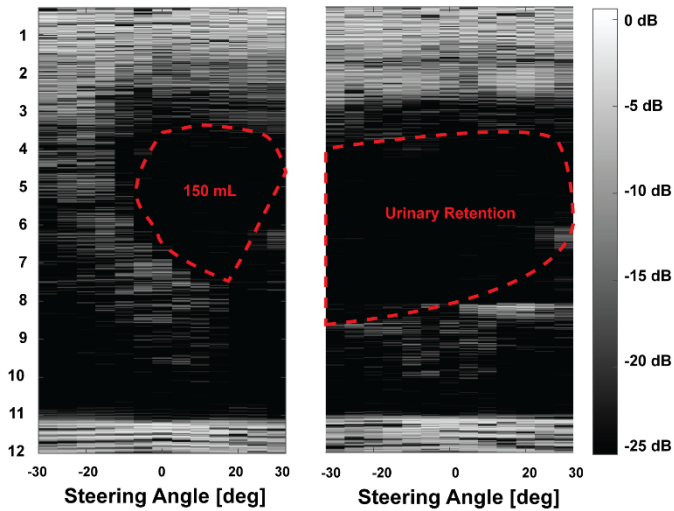 1
2
3
4
5
6
7
8
9
10
11
12
150 mL
-30 -20 0 20 30
Steering Angle [deg]
Urinary Retention
-30 -20 0 20 30
Steering Angle [deg]
0 dB
-5 dB
-10 dB
-15 dB
-20 dB
-25 dB